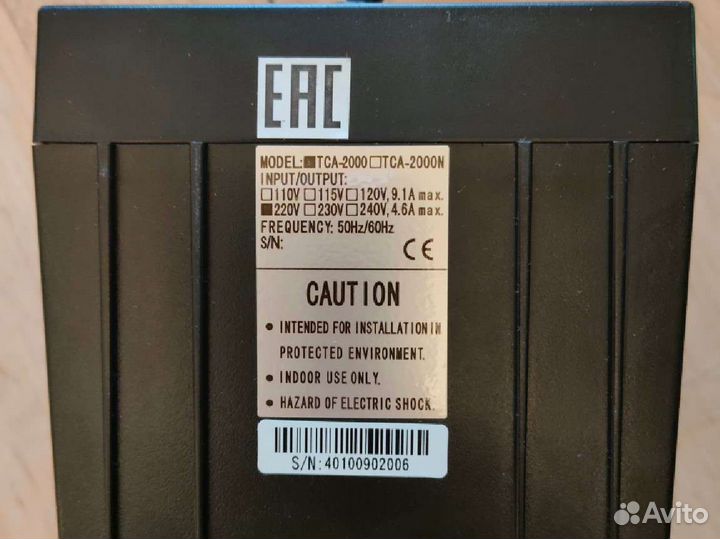 EAC
MODEL:■TCA-2000□TCA-2000N
INPUT/OUTPUT:
□110V □115V□120V, 9.1A max.
■220V □230V□240V, 4.6A max.
FREQUENCY: 50Hz/60Hz
S/N:
CE
CAUTION
● INTENDED FOR INSTALLATION IN
PROTECTED ENVIRONMENT.
● INDOOR USE ONLY.
● HAZARD OF ELECTRIC SHOCK.
S/N: 40100902006
Avito